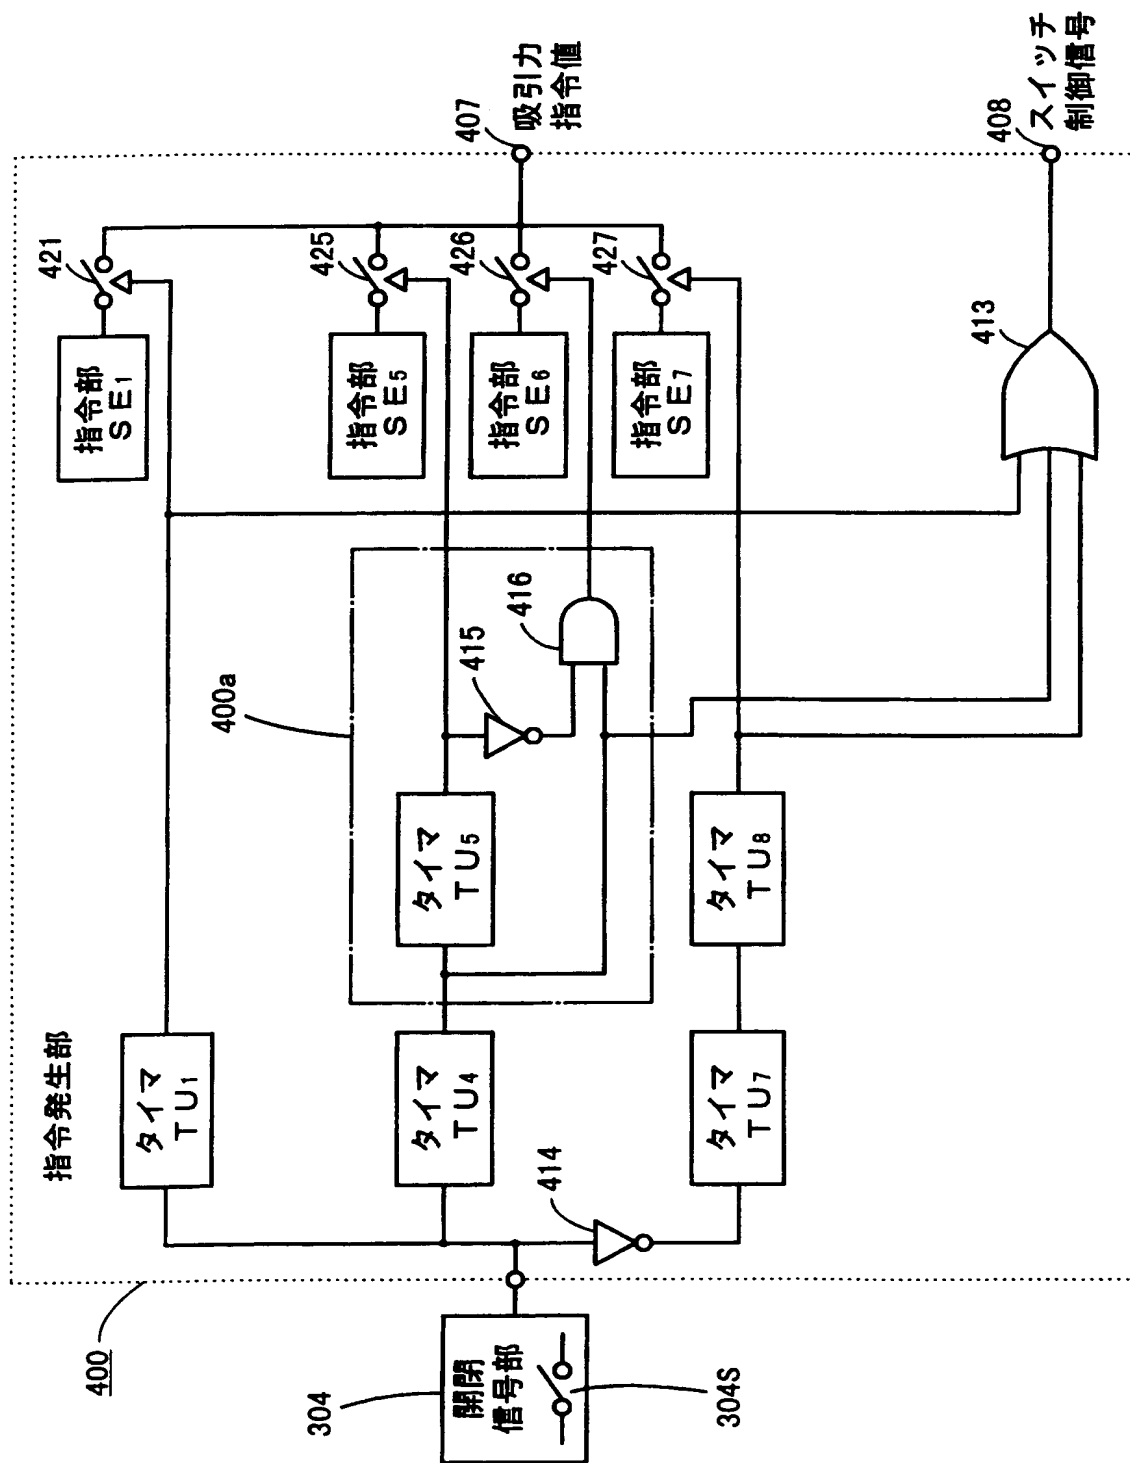 400
指令発生部
304
開閉
信号部
304S
タイマ
TU1
タイマ
TU4
414
タイマ
TU7
400a
タイマ
TU5
415
416
タイマ
TU8
421
指令部
SE1
425
指令部
SE5
426
指令部
SE6
427
指令部
SE7
413
407
吸引力
指令値
408
スイッチ
制御信号